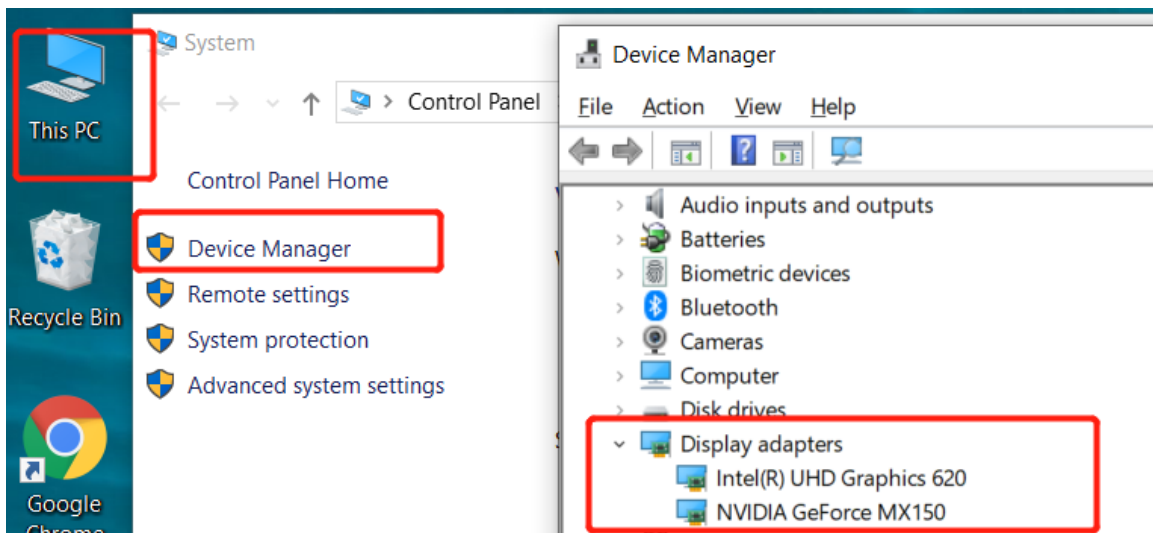 This PC
Recycle Bin
Google
Chrome
System
Control Panel
Control Panel Home
Device Manager
Remote settings
System protection
Advanced system settings
Device Manager
File Action View Help
Audio inputs and outputs
Batteries
Biometric devices
Bluetooth
Cameras
Computer
Disk drives
Display adapters
Intel(R) UHD Graphics 620
NVIDIA GeForce MX150